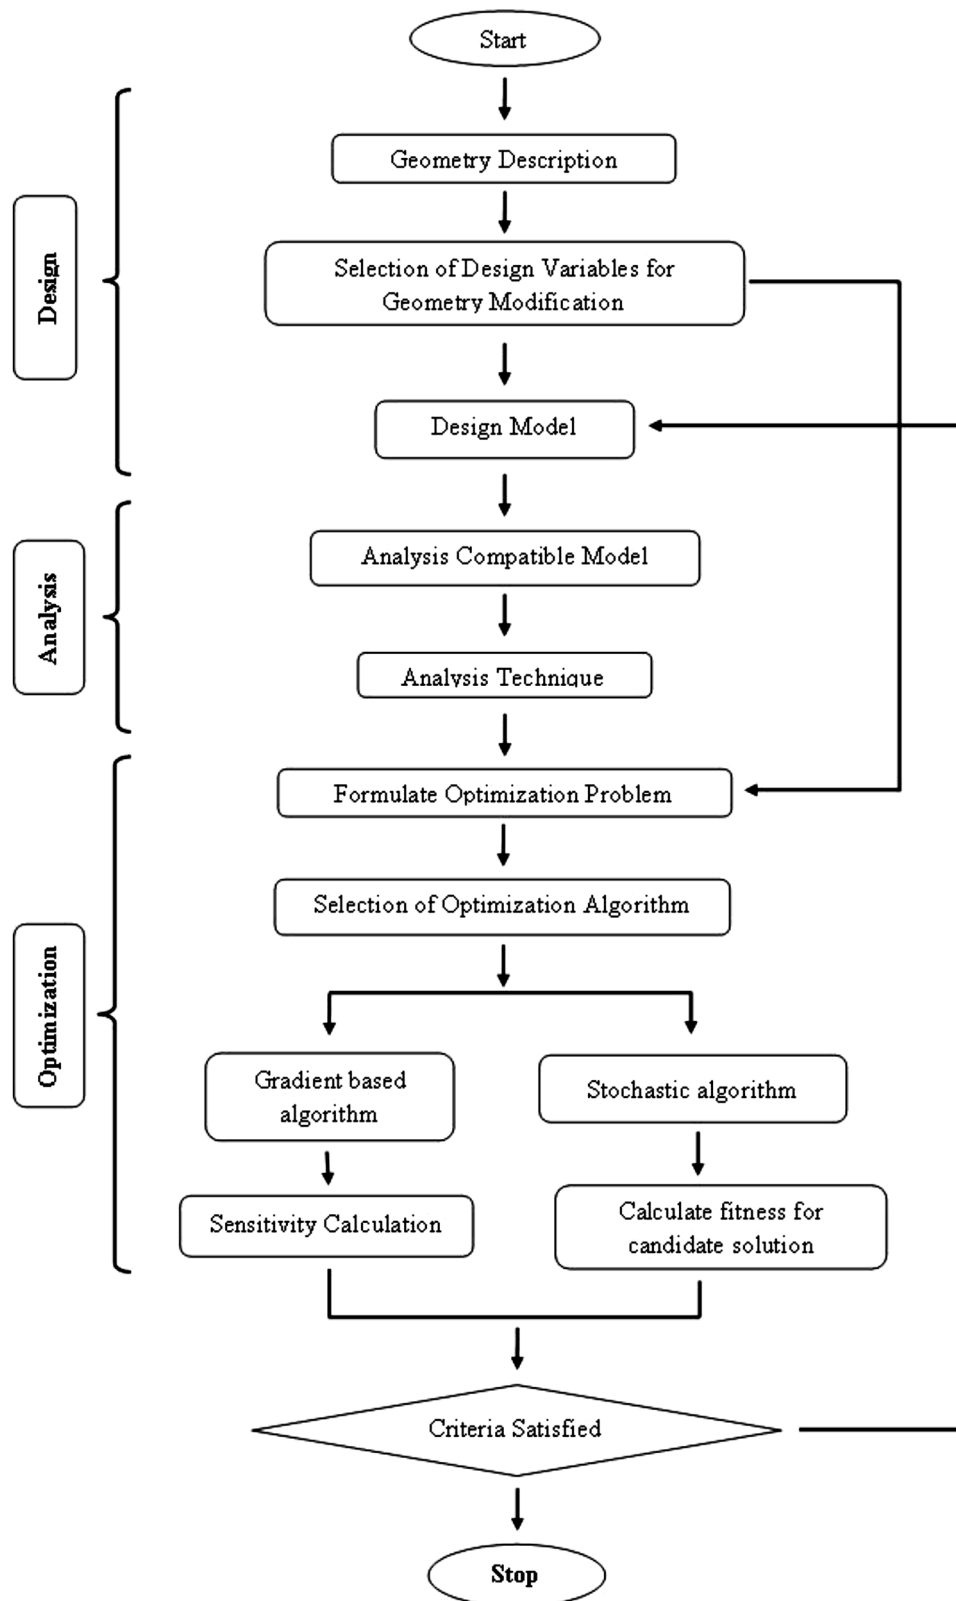 Start
Geometry Description
Selection of Design Variables for
Geometry Modification
Design
Design Model
Analysis Compatible Model
Analysis
Analysis Technique
Formulate Optimization Problem
Selection of Optimization Algorithm
Optimization
Gradient based
algorithm
Stochastic algorithm
Sensitivity Calculation
Calculate fitness for
candidate solution
Criteria Satisfied
Stop